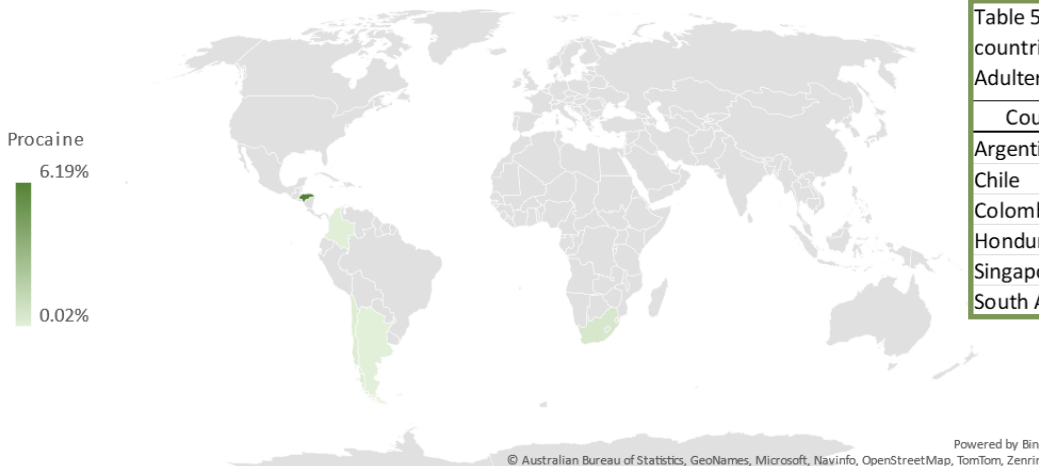 Procaine
6.19%
0.02%
Table 5
countri
Adulter
Cou
Argenti
Chile
Colomb
Hondur
Singapo
South A
Powered by Bin
© Australian Bureau of Statistics, GeoNames, Microsoft, Navinfo, OpenStreetMap, TomTom, Zenrin